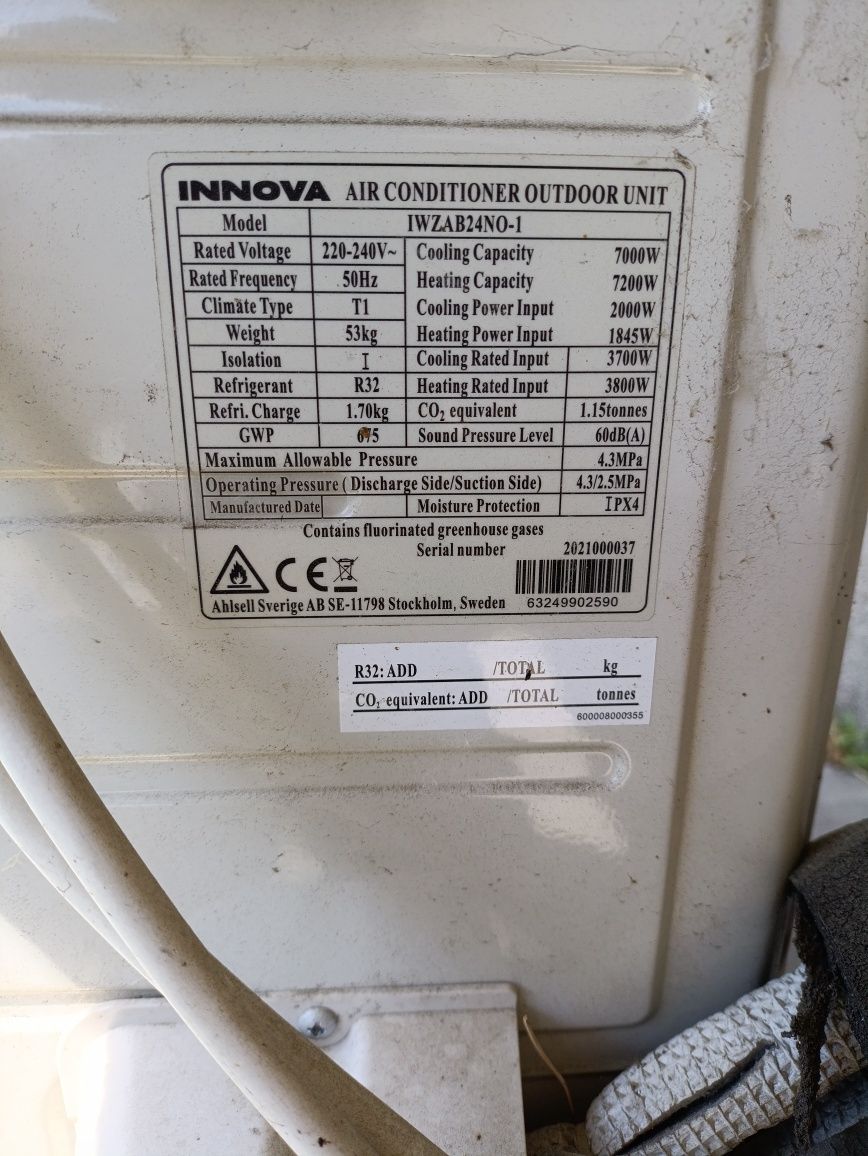 INNOVA AIR CONDITIONER OUTDOOR UNIT
Model IWZAB24NO-1
Rated Voltage 220-240V~ Cooling Capacity 7000W
Rated Frequency 50Hz Heating Capacity 7200W
Climate Type T1 Cooling Power Input 2000W
Weight 53kg Heating Power Input 1845W
Isolation I Cooling Rated Input 3700W
Refrigerant R32 Heating Rated Input 3800W
Refri. Charge 1.70kg CO₂ equivalent 1.15tonnes
GWP 675 Sound Pressure Level 60dB(A)
Maximum Allowable Pressure 4.3MPa
Operating Pressure ( Discharge Side/Suction Side) 4.3/2.5MPa
Manufactured Date Moisture Protection IPX4
Contains fluorinated greenhouse gases
Serial number 2021000037
CE
Ahlsell Sverige AB SE-11798 Stockholm, Sweden 63249902590
R32: ADD /TOTAL kg
CO₂ equivalent: ADD /TOTAL tonnes
600008000355